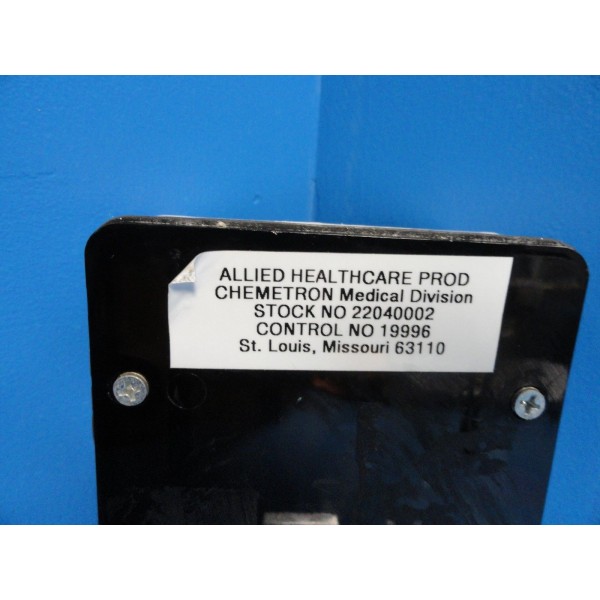 ALLIED HEALTHCARE PROD
CHEMETRON Medical Division
STOCK NO 22040002
CONTROL NO 19996
St. Louis, Missouri 63110